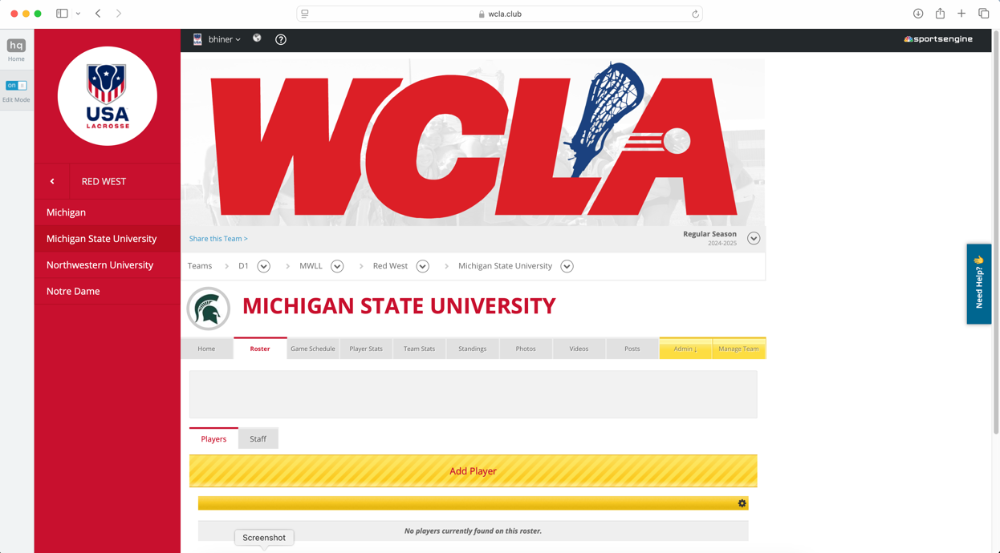 wcla.club
hq
Home
on
Edit Mode
USA
LACROSSE
RED WEST
Michigan
Michigan State University
Northwestern University
Notre Dame
bhiner
?
sportsengine
WCLA
Share this Team >
Regular Season
2024-2025
Teams D1 MWLL Red West Michigan State University
MICHIGAN STATE UNIVERSITY
Home Roster Game Schedule Player Stats Team Stats Standings Photos Videos Posts Admin ↓ Manage Team
Need Help? 👋
Players Staff
Add Player
No players currently found on this roster.
Screenshot